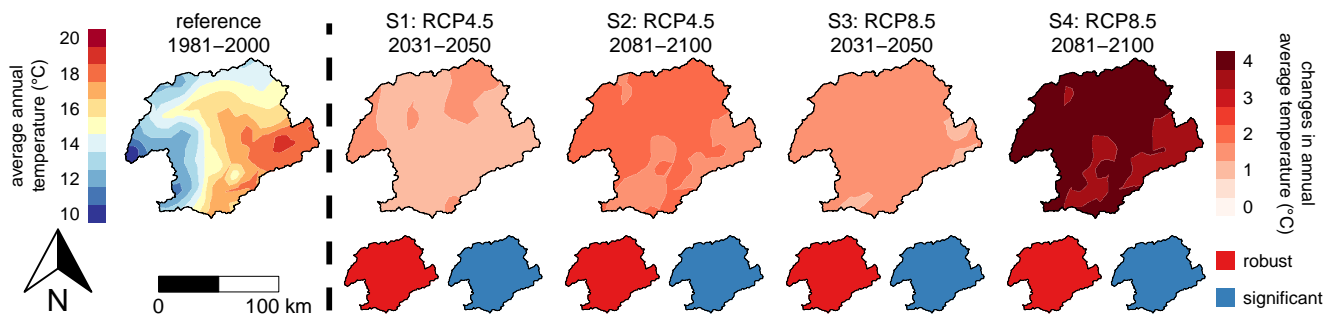 reference
1981–2000
S1: RCP4.5
2031–2050
S2: RCP4.5
2081–2100
S3: RCP8.5
2031–2050
S4: RCP8.5
2081–2100
average annual
temperature (°C)
20
18
16
14
12
10
4
3
2
1
0
changes in annual
average temperature (°C)
N
0
100 km
robust
significant